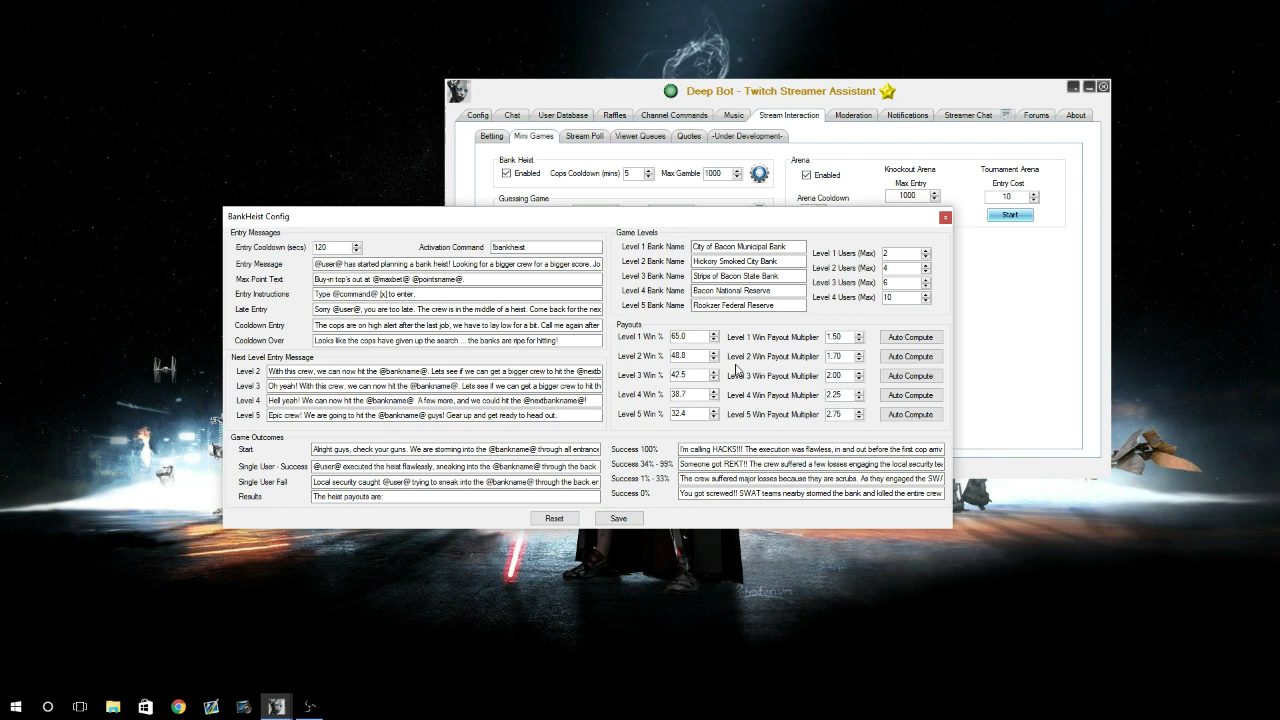 Deep Bot - Twitch Streamer Assistant
Config Chat User Database Raffles Channel Commands Music Stream Interaction Moderation Notifications Streamer Chat Forums About
Betting Mini Games Stream Poll Viewer Queues Quotes -Under Development-
Bank Heist
Enabled Cops Cooldown (mins) 5 Max Gamble 1000
Guessing Game
Arena
Enabled
Arena Cooldown
Knockout Arena
Max Entry
1000
Tournament Arena
Entry Cost
10
Start
BankHeist Config
x
Entry Messages
Entry Cooldown (secs) 120 Activation Command !bankheist
Entry Message @user@ has started planning a bank heist! Looking for a bigger crew for a bigger score. Jo
Max Point Text Buy-in top's out at @maxbet@ @pointsname@.
Entry Instructions Type @command@ [x] to enter.
Late Entry Sorry @user@, you are too late. The crew is in the middle of a heist. Come back for the nex
Cooldown Entry The cops are on high alert after the last job, we have to lay low for a bit. Call me again after
Cooldown Over Looks like the cops have given up the search ... the banks are ripe for hitting!
Next Level Entry Message
Level 2 With this crew, we can now hit the @bankname@. Lets see if we can get a bigger crew to hit the @nextb
Level 3 Oh yeah! With this crew, we can now hit the @bankname@. Lets see if we can get a bigger crew to hit th
Level 4 Hell yeah! We can now hit the @bankname@. A few more, and we could hit the @nextbankname@!
Level 5 Epic crew! We are going to hit the @bankname@ guys! Gear up and get ready to head out.
Game Levels
Level 1 Bank Name City of Bacon Municipal Bank
Level 2 Bank Name Hickory Smoked City Bank
Level 3 Bank Name Strips of Bacon State Bank
Level 4 Bank Name Bacon National Reserve
Level 5 Bank Name Rookzer Federal Reserve
Level 1 Users (Max) 2
Level 2 Users (Max) 4
Level 3 Users (Max) 6
Level 4 Users (Max) 10
Payouts
Level 1 Win % 65.0 Level 1 Win Payout Multiplier 1.50 Auto Compute
Level 2 Win % 48.8 Level 2 Win Payout Multiplier 1.70 Auto Compute
Level 3 Win % 42.5 Level 3 Win Payout Multiplier 2.00 Auto Compute
Level 4 Win % 38.7 Level 4 Win Payout Multiplier 2.25 Auto Compute
Level 5 Win % 32.4 Level 5 Win Payout Multiplier 2.75 Auto Compute
Game Outcomes
Start Alright guys, check your guns. We are storming into the @bankname@ through all entrance
Single User - Success @user@ executed the heist flawlessly, sneaking into the @bankname@ through the back
Single User Fail Local security caught @user@ trying to sneak into the @bankname@ through the back en
Results The heist payouts are:
Success 100% I'm calling HACKS!!! The execution was flawless, in and out before the first cop arriv
Success 34% - 99% Someone got REKT!! The crew suffered a few losses engaging the local security tea
Success 1% - 33% The crew suffered major losses because they are scrubs. As they engaged the SWA
Success 0% You got screwed!! SWAT teams nearby stormed the bank and killed the entire crew
Reset Save